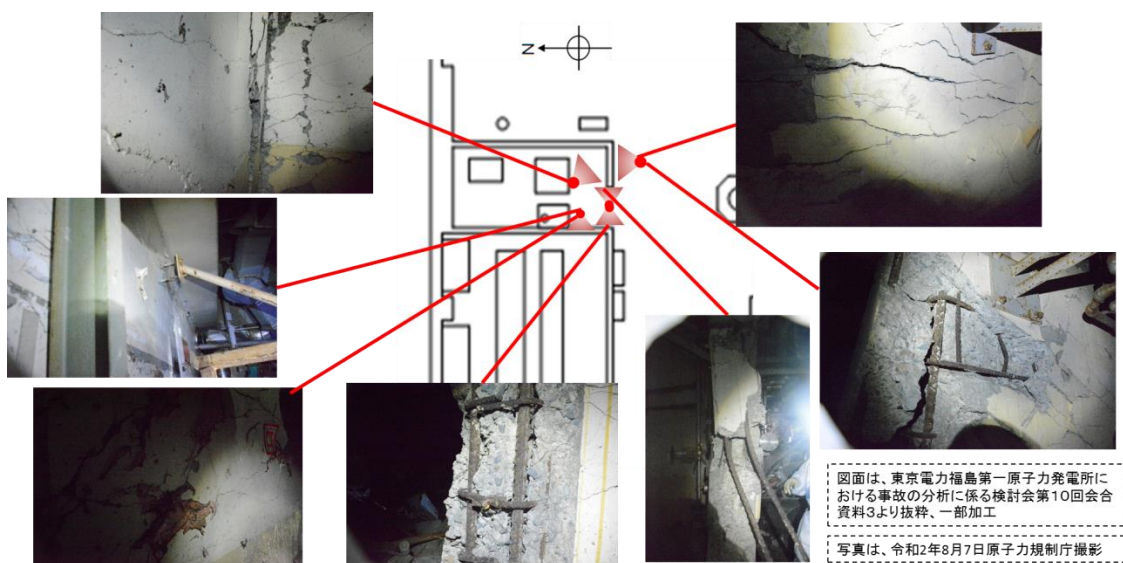 N
図面は、東京電力福島第一原子力発電所に
おける事故の分析に係る検討会第10回会合
資料3より抜粋、一部加工
写真は、令和2年8月7日原子力規制庁撮影